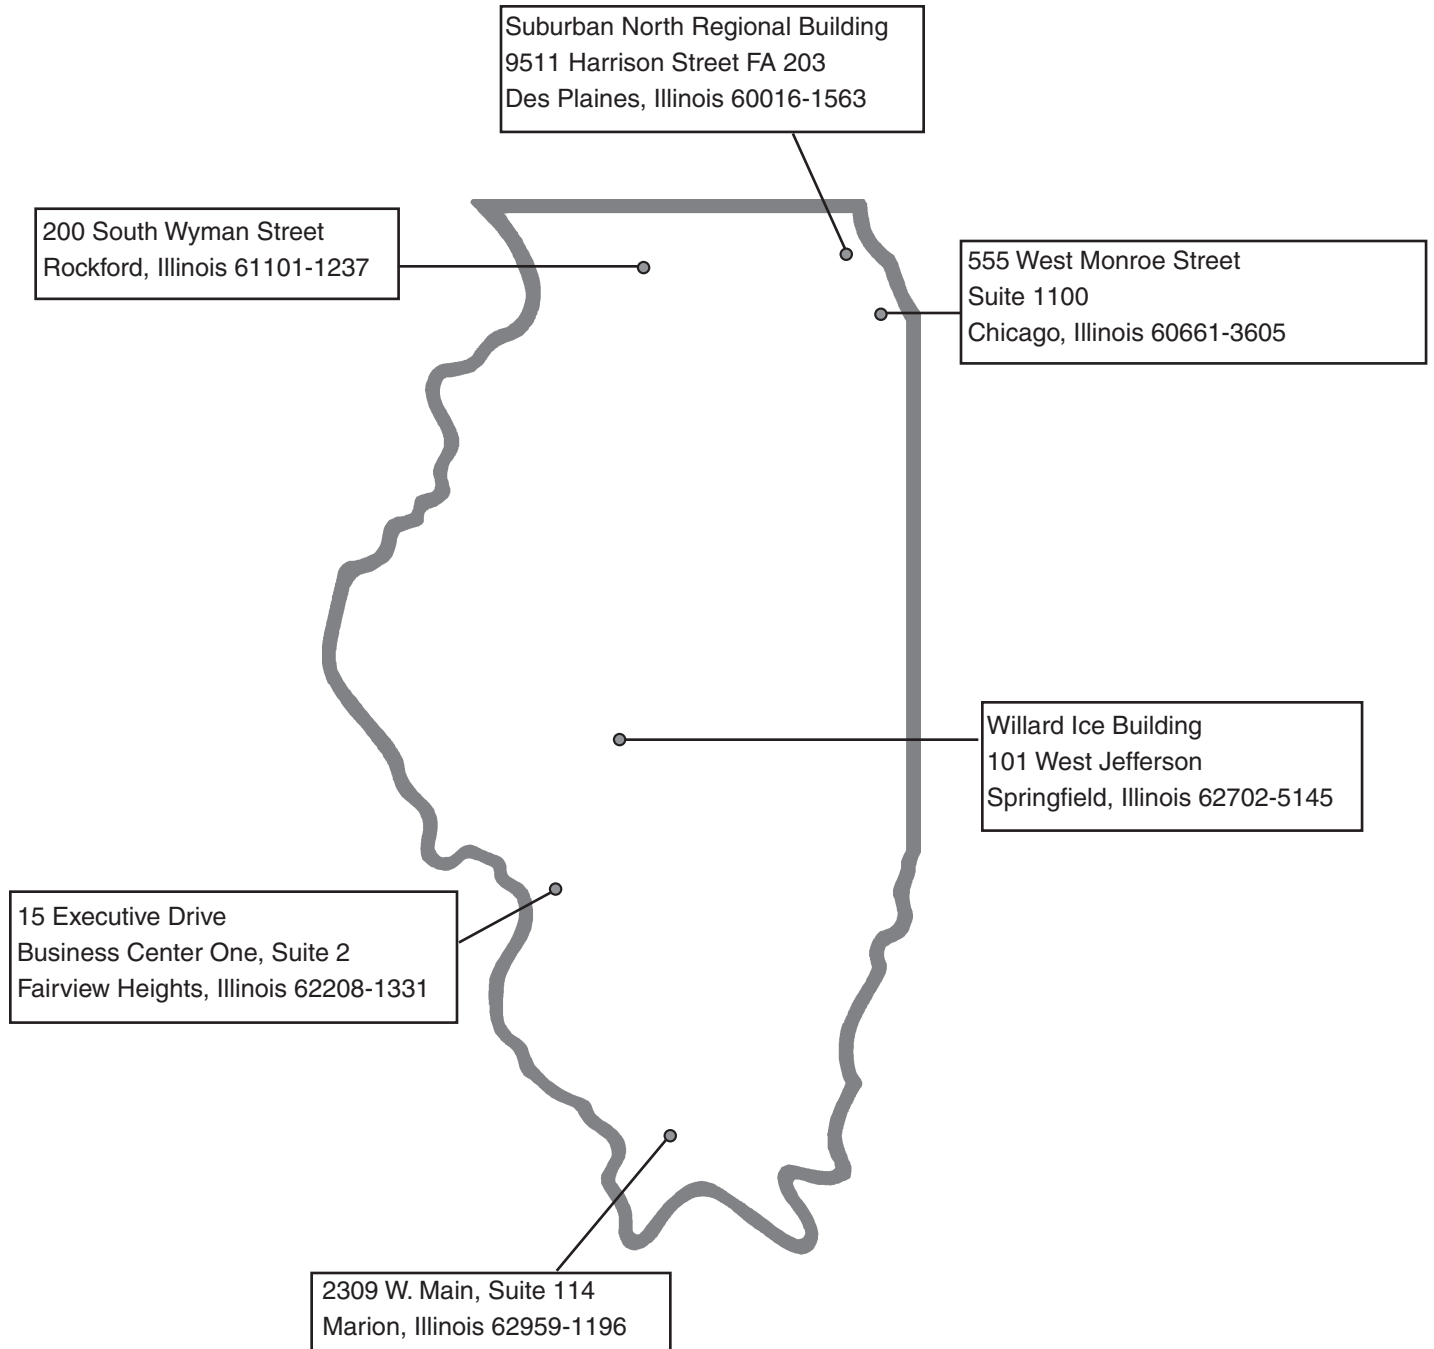 Suburban North Regional Building
9511 Harrison Street FA 203
Des Plaines, Illinois 60016-1563
200 South Wyman Street
Rockford, Illinois 61101-1237
555 West Monroe Street
Suite 1100
Chicago, Illinois 60661-3605
Willard Ice Building
101 West Jefferson
Springfield, Illinois 62702-5145
15 Executive Drive
Business Center One, Suite 2
Fairview Heights, Illinois 62208-1331
2309 W. Main, Suite 114
Marion, Illinois 62959-1196